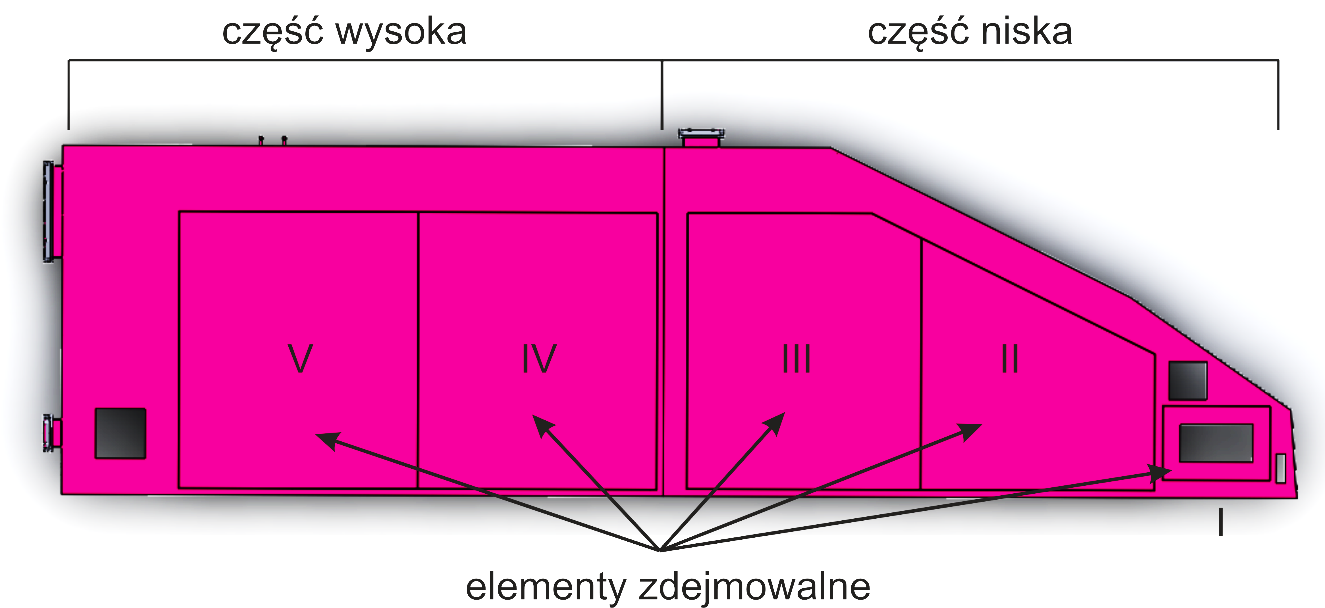 część wysoka
część niska
V
IV
III
II
I
elementy zdejmowalne